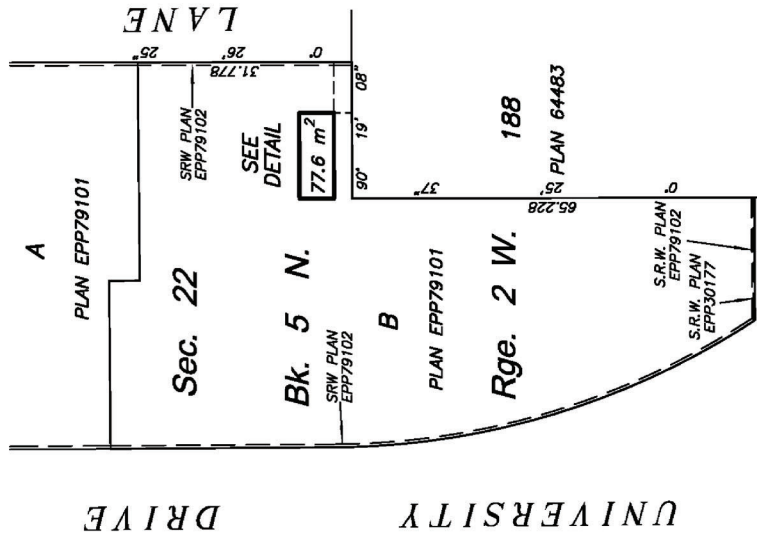 LANE
A
PLAN EPP79101
0° 26' 25"
31.778
SRW PLAN
EPP79102
SEE
DETAIL
77.6 m²
90° 19' 08"
188
PLAN 64483
Sec. 22
Bk. 5 N.
Rge. 2 W.
SRW PLAN
EPP79102
B
PLAN EPP79101
0° 25' 37"
65.228
S.R.W. PLAN
EPP79102
S.R.W. PLAN
EPP30177
UNIVERSITY DRIVE